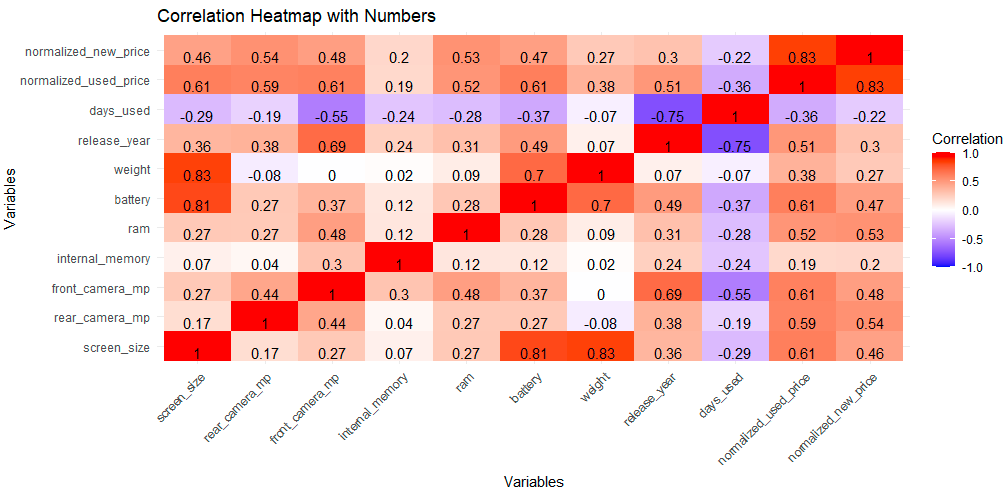 Correlation Heatmap with Numbers
normalized_new_price 0.46 0.54 0.48 0.2 0.53 0.47 0.27 0.3 -0.22 0.83 1
normalized_used_price 0.61 0.59 0.61 0.19 0.52 0.61 0.38 0.51 -0.36 1 0.83
days_used -0.29 -0.19 -0.55 -0.24 -0.28 -0.37 -0.07 -0.75 1 -0.36 -0.22
release_year 0.36 0.38 0.69 0.24 0.31 0.49 0.07 1 -0.75 0.51 0.3
weight 0.83 -0.08 0 0.02 0.09 0.7 1 0.07 -0.07 0.38 0.27
battery 0.81 0.27 0.37 0.12 0.28 1 0.7 0.49 -0.37 0.61 0.47
ram 0.27 0.27 0.48 0.12 1 0.28 0.09 0.31 -0.28 0.52 0.53
internal_memory 0.07 0.04 0.3 1 0.12 0.12 0.02 0.24 -0.24 0.19 0.2
front_camera_mp 0.27 0.44 1 0.3 0.48 0.37 0 0.69 -0.55 0.61 0.48
rear_camera_mp 0.17 1 0.44 0.04 0.27 0.27 -0.08 0.38 -0.19 0.59 0.54
screen_size 1 0.17 0.27 0.07 0.27 0.81 0.83 0.36 -0.29 0.61 0.46
Variables
screen_size
rear_camera_mp
front_camera_mp
internal_memory
ram
battery
weight
release_year
days_used
normalized_used_price
normalized_new_price
Variables
Correlation
1.0
0.5
0.0
-0.5
-1.0